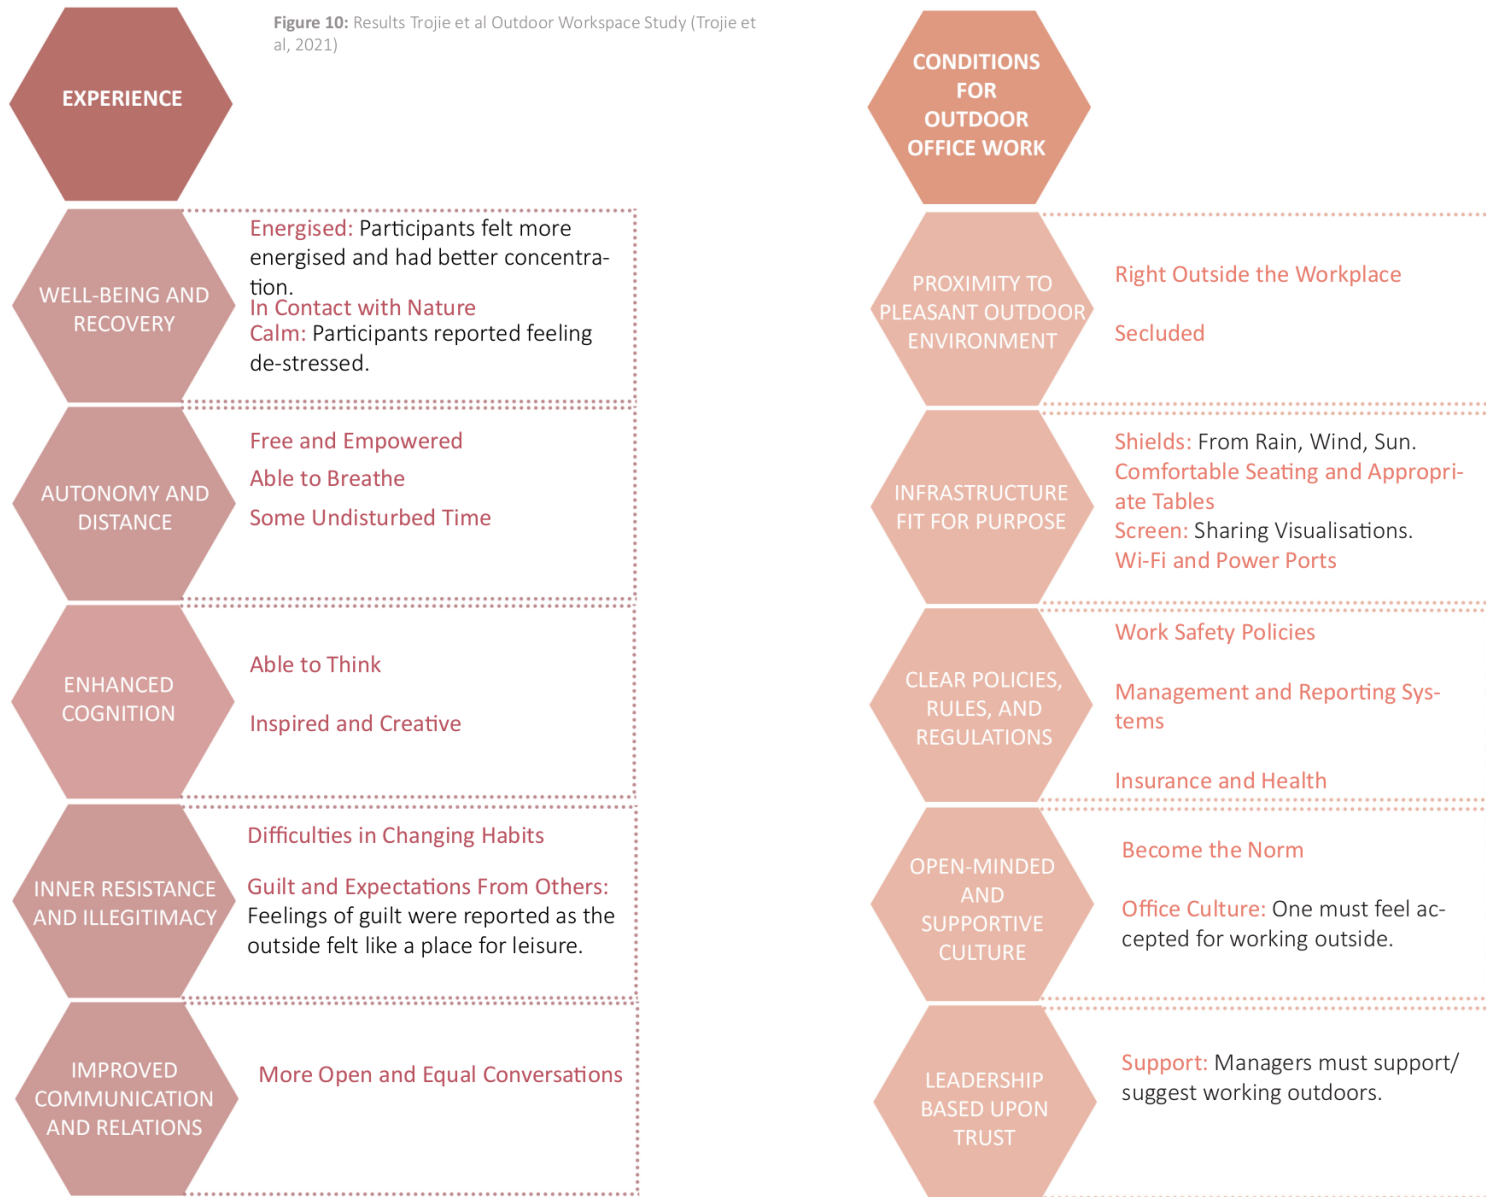 Figure 10: Results Trojie et al Outdoor Workspace Study (Trojie et
al, 2021)
EXPERIENCE
WELL-BEING AND
RECOVERY
Energised: Participants felt more
energised and had better concentra-
tion.
In Contact with Nature
Calm: Participants reported feeling
de-stressed.
AUTONOMY AND
DISTANCE
Free and Empowered
Able to Breathe
Some Undisturbed Time
ENHANCED
COGNITION
Able to Think
Inspired and Creative
INNER RESISTANCE
AND ILLEGITIMACY
Difficulties in Changing Habits
Guilt and Expectations From Others:
Feelings of guilt were reported as the
outside felt like a place for leisure.
IMPROVED
COMMUNICATION
AND RELATIONS
More Open and Equal Conversations
CONDITIONS
FOR
OUTDOOR
OFFICE WORK
PROXIMITY TO
PLEASANT OUTDOOR
ENVIRONMENT
Right Outside the Workplace
Secluded
INFRASTRUCTURE
FIT FOR PURPOSE
Shields: From Rain, Wind, Sun.
Comfortable Seating and Appropri-
ate Tables
Screen: Sharing Visualisations.
Wi-Fi and Power Ports
CLEAR POLICIES,
RULES, AND
REGULATIONS
Work Safety Policies
Management and Reporting Sys-
tems
Insurance and Health
OPEN-MINDED
AND
SUPPORTIVE
CULTURE
Become the Norm
Office Culture: One must feel ac-
cepted for working outside.
LEADERSHIP
BASED UPON
TRUST
Support: Managers must support/
suggest working outdoors.